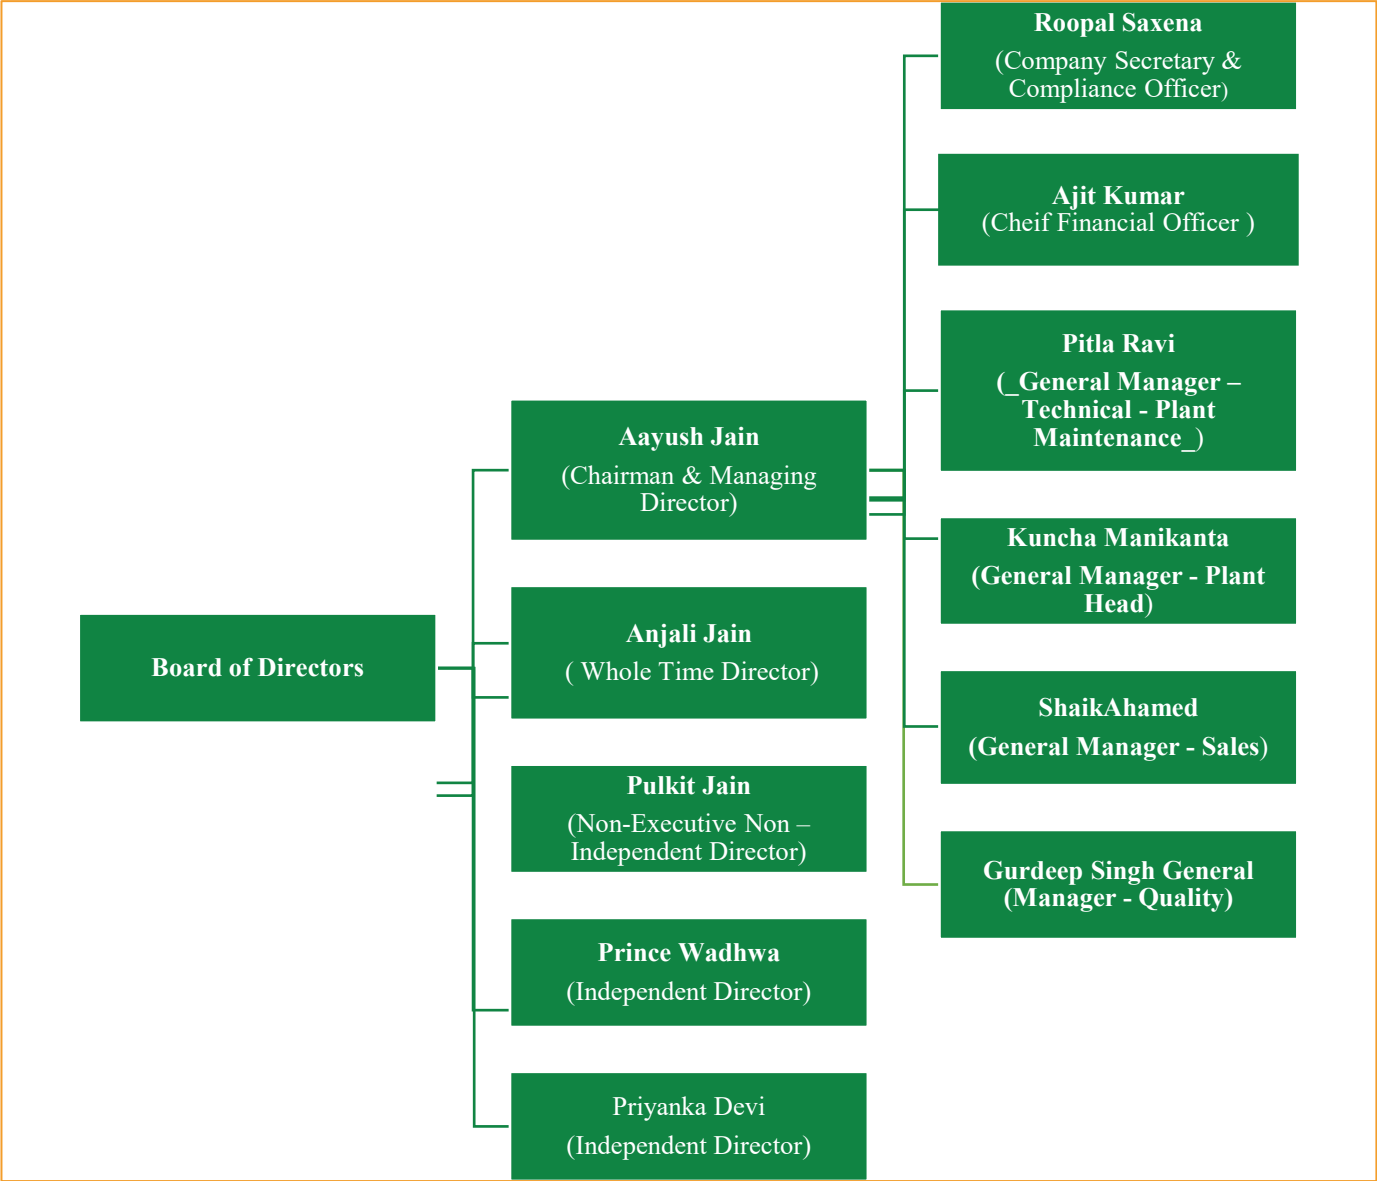 Roopal Saxena
(Company Secretary &
Compliance Officer)
Ajit Kumar
(Cheif Financial Officer )
Pitla Ravi
(_General Manager –
Technical - Plant
Maintenance_)
Aayush Jain
(Chairman & Managing
Director)
Kuncha Manikanta
(General Manager - Plant
Head)
Anjali Jain
( Whole Time Director)
Board of Directors
ShaikAhamed
(General Manager - Sales)
Pulkit Jain
(Non-Executive Non –
Independent Director)
Gurdeep Singh General
(Manager - Quality)
Prince Wadhwa
(Independent Director)
Priyanka Devi
(Independent Director)